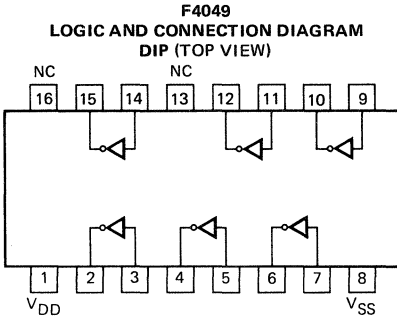 F4049
LOGIC AND CONNECTION DIAGRAM
DIP (TOP VIEW)
NC NC
16 15 14 13 12 11 10 9
1 2 3 4 5 6 7 8
VDD VSS